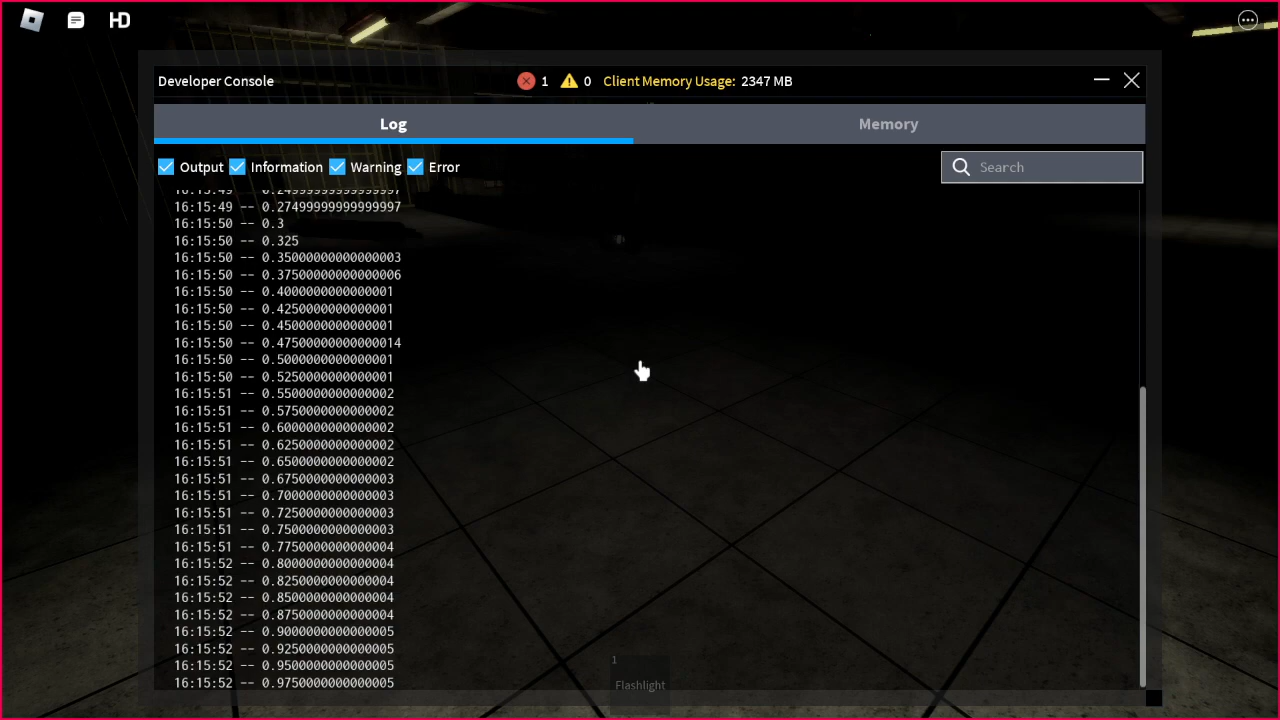 HD
Developer Console
1
0
Client Memory Usage: 2347 MB
Log
Memory
Output
Information
Warning
Error
Search
16:15:49 -- 0.24999999999999997
16:15:49 -- 0.27499999999999997
16:15:50 -- 0.3
16:15:50 -- 0.325
16:15:50 -- 0.35000000000000003
16:15:50 -- 0.37500000000000006
16:15:50 -- 0.4000000000000001
16:15:50 -- 0.4250000000000001
16:15:50 -- 0.4500000000000001
16:15:50 -- 0.47500000000000014
16:15:50 -- 0.5000000000000001
16:15:50 -- 0.5250000000000001
16:15:51 -- 0.5500000000000002
16:15:51 -- 0.5750000000000002
16:15:51 -- 0.6000000000000002
16:15:51 -- 0.6250000000000002
16:15:51 -- 0.6500000000000002
16:15:51 -- 0.6750000000000003
16:15:51 -- 0.7000000000000003
16:15:51 -- 0.7250000000000003
16:15:51 -- 0.7500000000000003
16:15:51 -- 0.7750000000000004
16:15:52 -- 0.8000000000000004
16:15:52 -- 0.8250000000000004
16:15:52 -- 0.8500000000000004
16:15:52 -- 0.8750000000000004
16:15:52 -- 0.9000000000000005
16:15:52 -- 0.9250000000000005
16:15:52 -- 0.9500000000000005
16:15:52 -- 0.9750000000000005
1
Flashlight